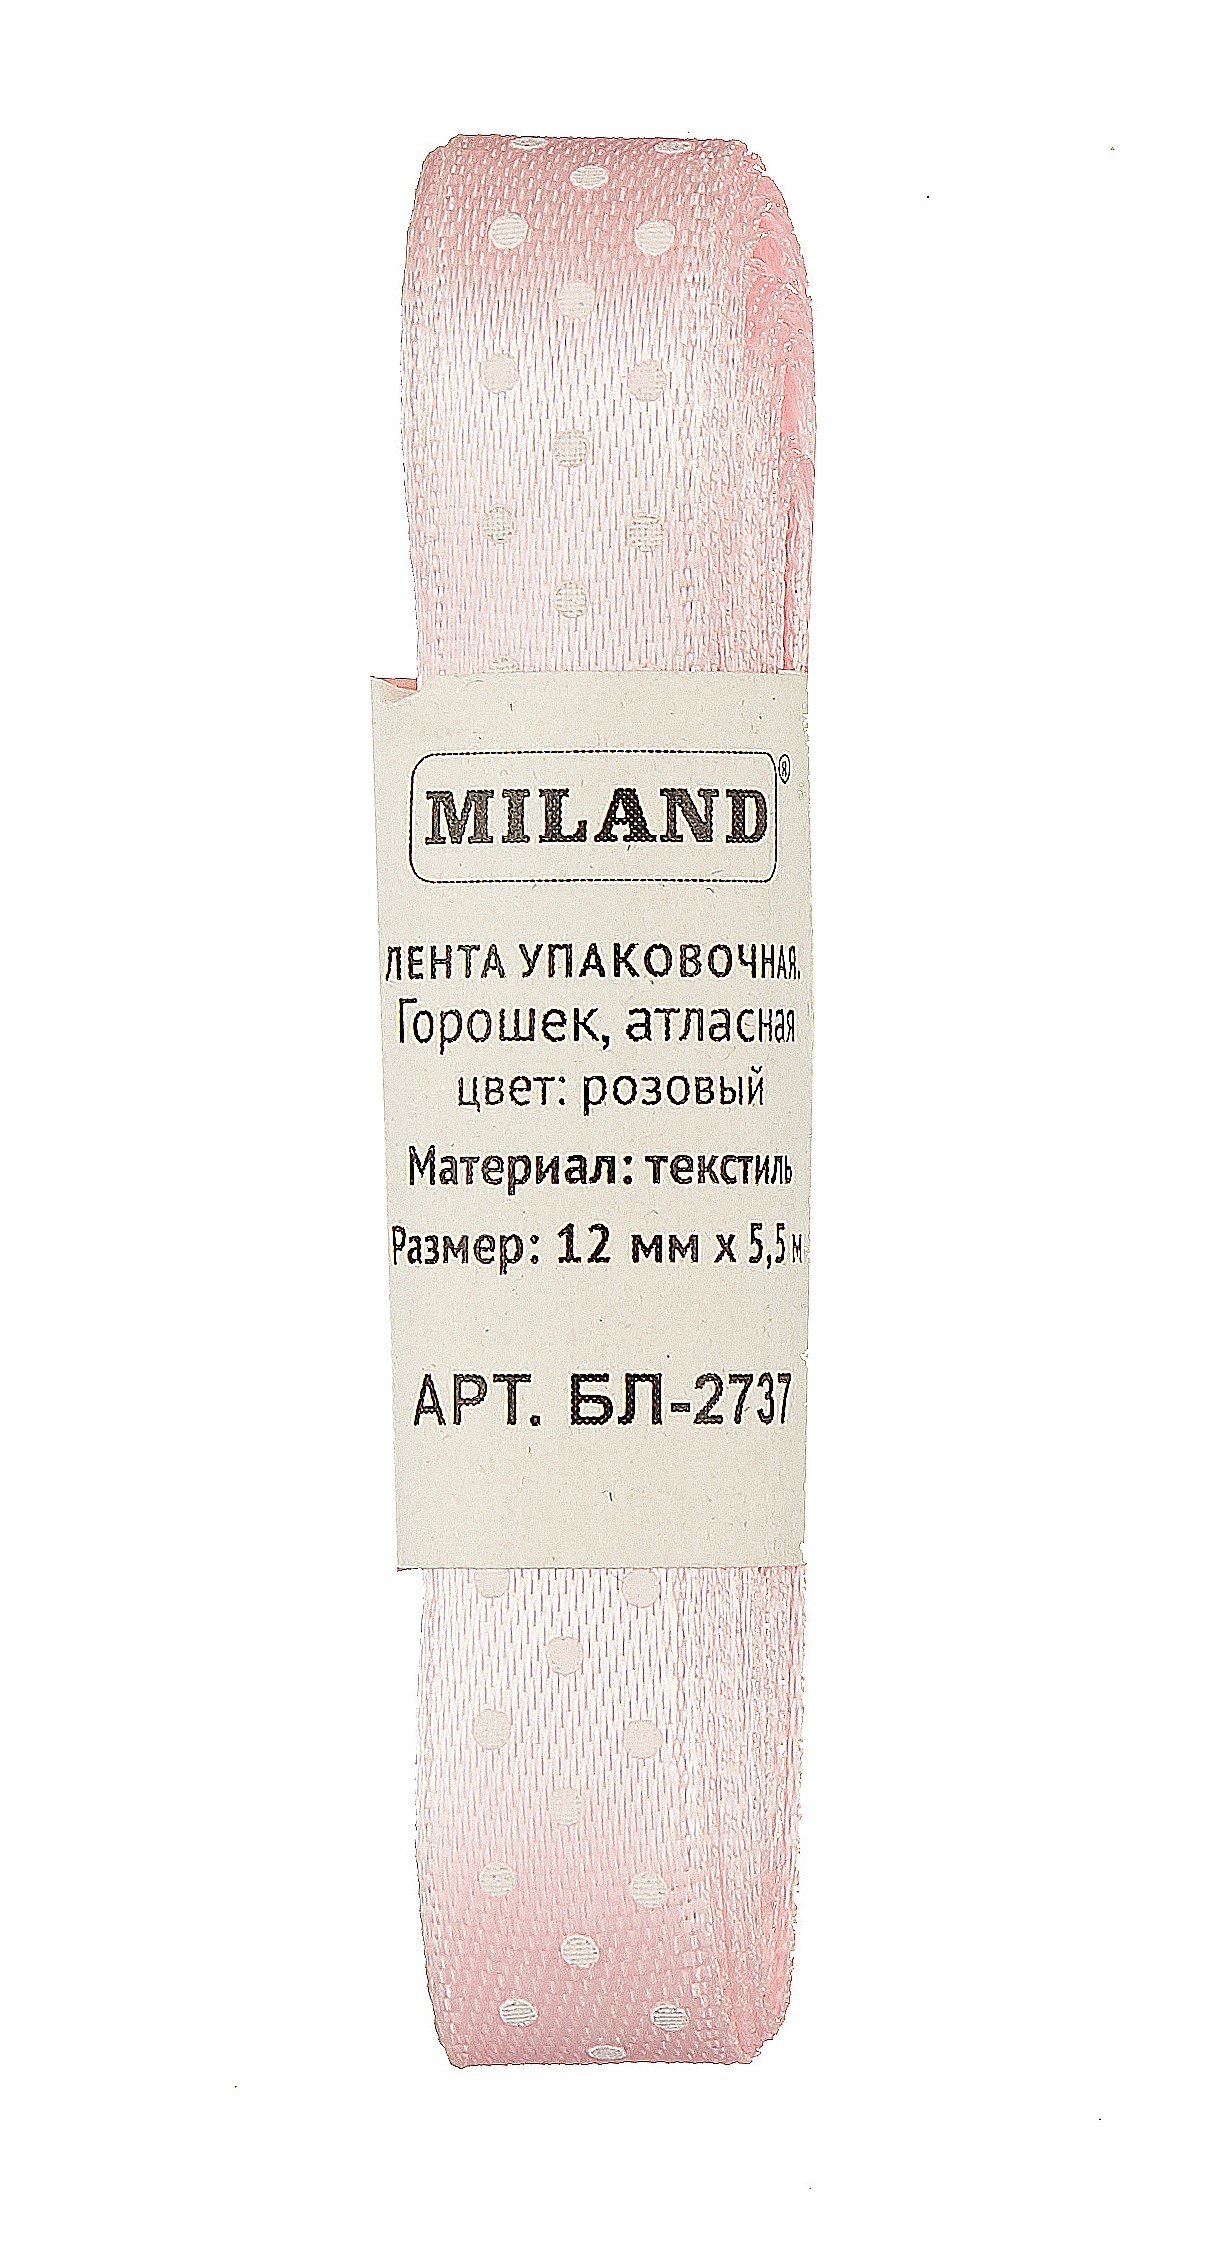 MILAND®
ЛЕНТА УПАКОВОЧНАЯ.
Горошек, атласная
цвет: розовый
Материал: текстиль
Размер: 12 мм x 5,5 м
АРТ. БЛ-2737